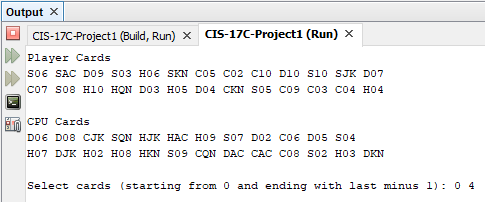 Output ×
CIS-17C-Project1 (Build, Run) × CIS-17C-Project1 (Run) ×
Player Cards
S06 SAC D09 S03 H06 SKN C05 C02 C10 D10 S10 SJK D07
C07 S08 H10 HQN D03 H05 D04 CKN S05 C09 C03 C04 H04
CPU Cards
D06 D08 CJK SQN HJK HAC H09 S07 D02 C06 D05 S04
H07 DJK H02 H08 HKN S09 CQN DAC CAC C08 S02 H03 DKN
Select cards (starting from 0 and ending with last minus 1): 0 4